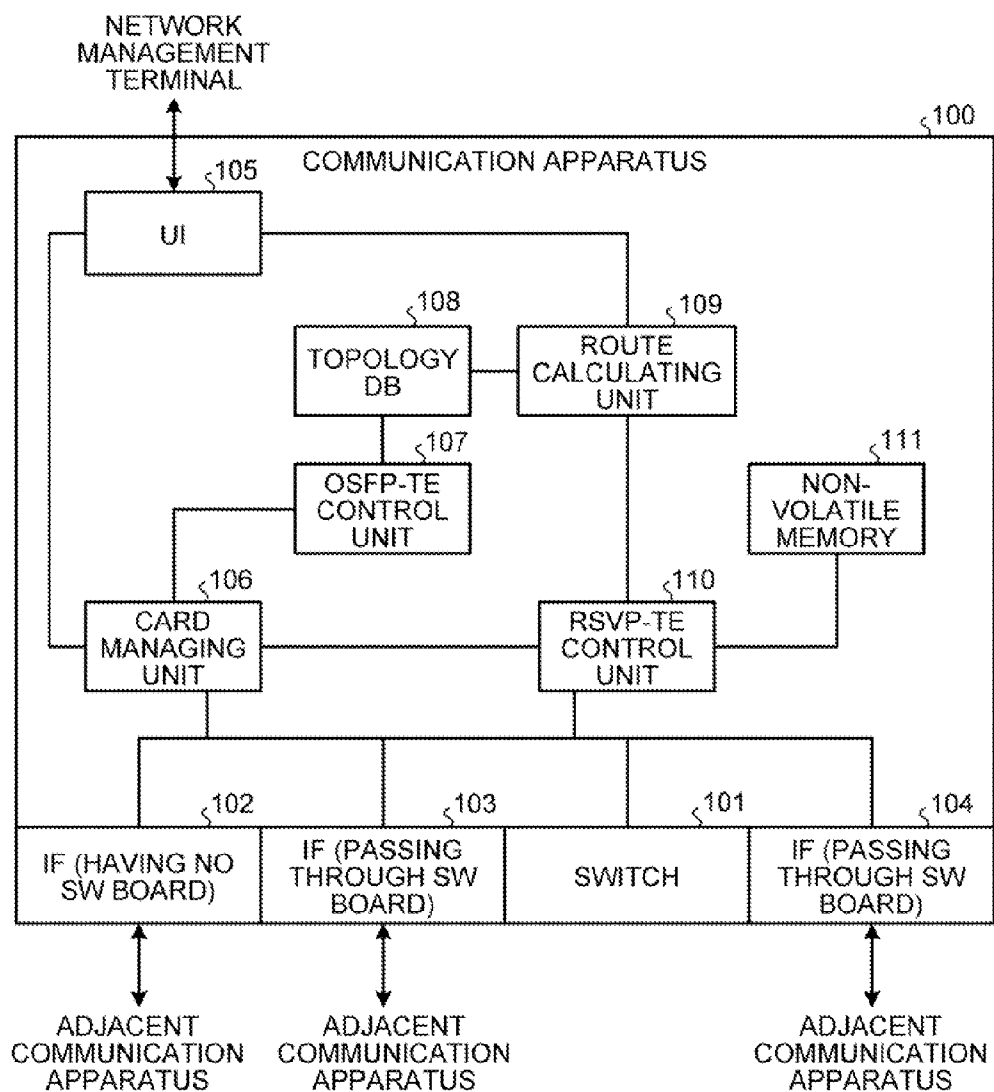 NETWORK
MANAGEMENT
TERMINAL
100
COMMUNICATION APPARATUS
105
UI
108
TOPOLOGY
DB
109
ROUTE
CALCULATING
UNIT
107
OSFP-TE
CONTROL
UNIT
111
NON-
VOLATILE
MEMORY
106
CARD
MANAGING
UNIT
110
RSVP-TE
CONTROL
UNIT
102
IF (HAVING NO
SW BOARD)
103
IF (PASSING
THROUGH SW
BOARD)
101
SWITCH
104
IF (PASSING
THROUGH SW
BOARD)
ADJACENT
COMMUNICATION
APPARATUS
ADJACENT
COMMUNICATION
APPARATUS
ADJACENT
COMMUNICATION
APPARATUS